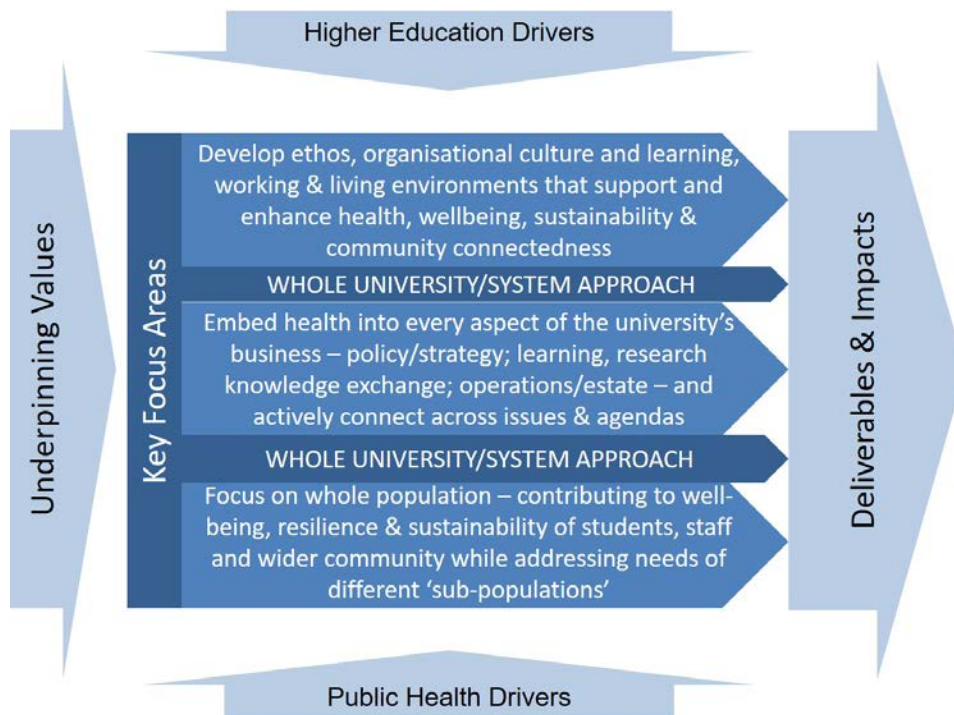 Higher Education Drivers
Underpinning Values
Key Focus Areas
Develop ethos, organisational culture and learning,
working & living environments that support and
enhance health, wellbeing, sustainability &
community connectedness
WHOLE UNIVERSITY/SYSTEM APPROACH
Embed health into every aspect of the university's
business – policy/strategy; learning, research
knowledge exchange; operations/estate – and
actively connect across issues & agendas
WHOLE UNIVERSITY/SYSTEM APPROACH
Focus on whole population – contributing to well-
being, resilience & sustainability of students, staff
and wider community while addressing needs of
different ‘sub-populations’
Deliverables & Impacts
Public Health Drivers